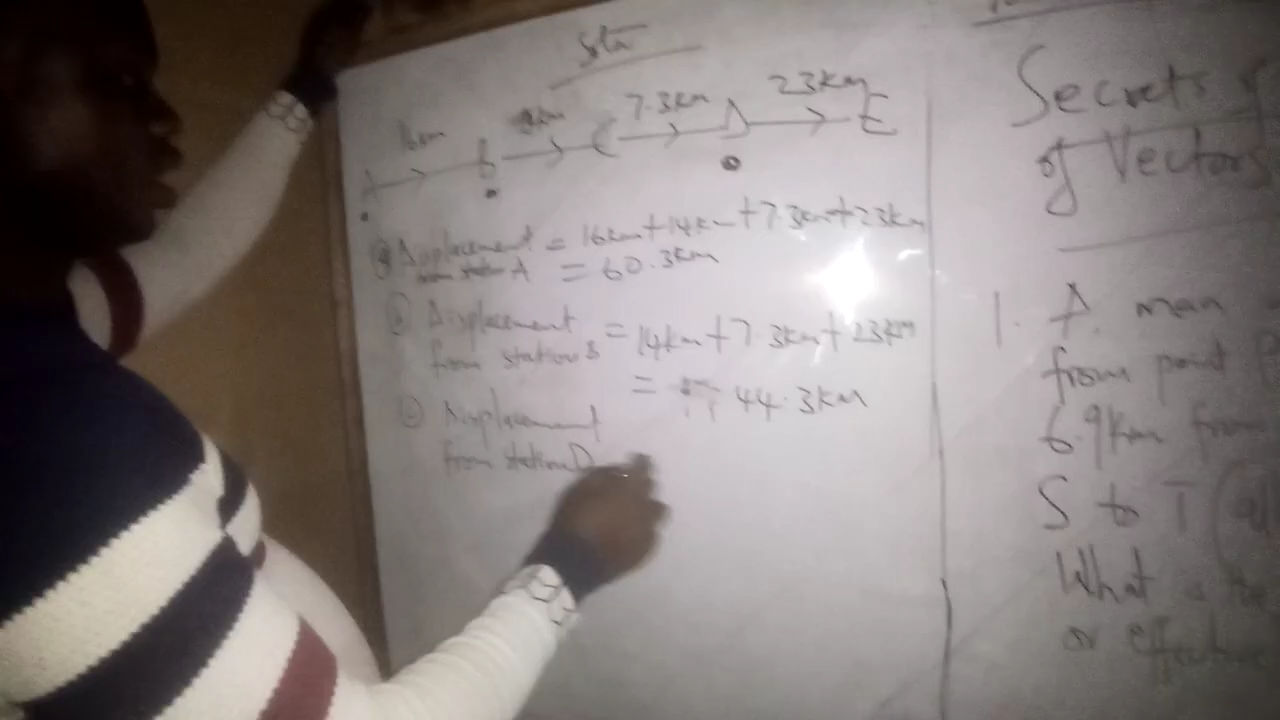 16km 14km 7.3km 23km
A B C D E
Displacement = 16km+14km+7.3km+23km
from station A = 60.3km
Displacement
from station B = 14km+7.3km+23km
= 44.3km
(c) Displacement
from station D
Secrets of
of Vectors
1. A man
from point
6.9km from
S to T
What
or